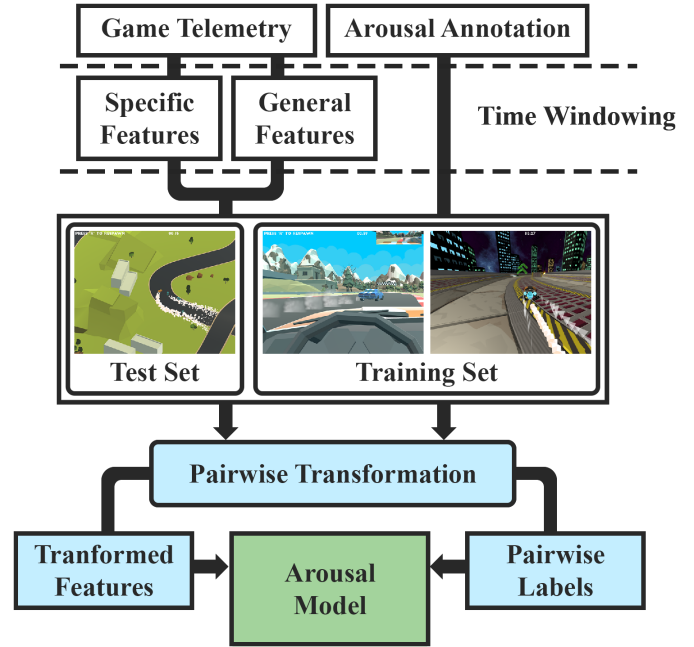 Game Telemetry
Arousal Annotation
Specific
Features
General
Features
Time Windowing
Test Set
Training Set
Pairwise Transformation
Tranformed
Features
Arousal
Model
Pairwise
Labels